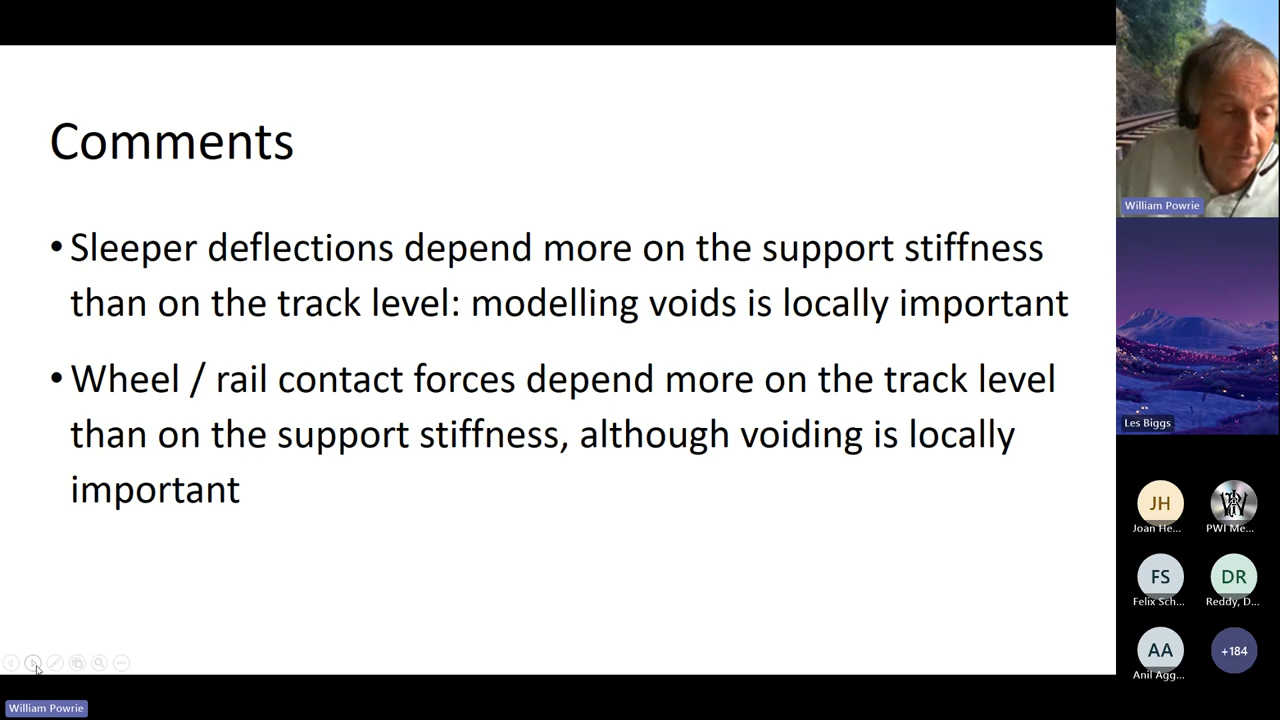 Comments
• Sleeper deflections depend more on the support stiffness
than on the track level: modelling voids is locally important
• Wheel / rail contact forces depend more on the track level
than on the support stiffness, although voiding is locally
important
William Powrie
Les Biggs
JH
Joan He...
PWI Me...
FS
Felix Sch...
DR
Reddy, D...
AA
Anil Agg...
+184
William Powrie